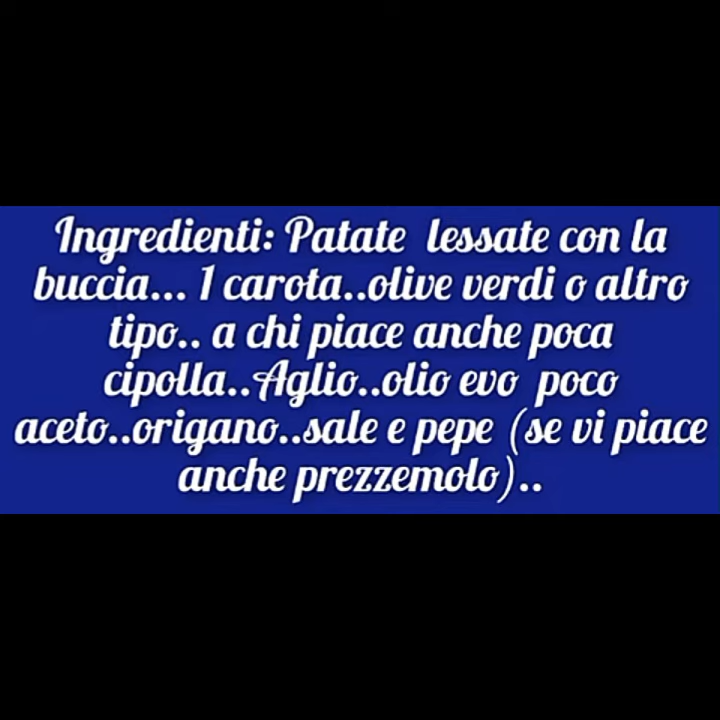 Ingredienti: Patate lessate con la
buccia... 1 carota..olive verdi o altro
tipo.. a chi piace anche poca
cipolla..Aglio..olio evo poco
aceto..origano..sale e pepe (se vi piace
anche prezzemolo)..